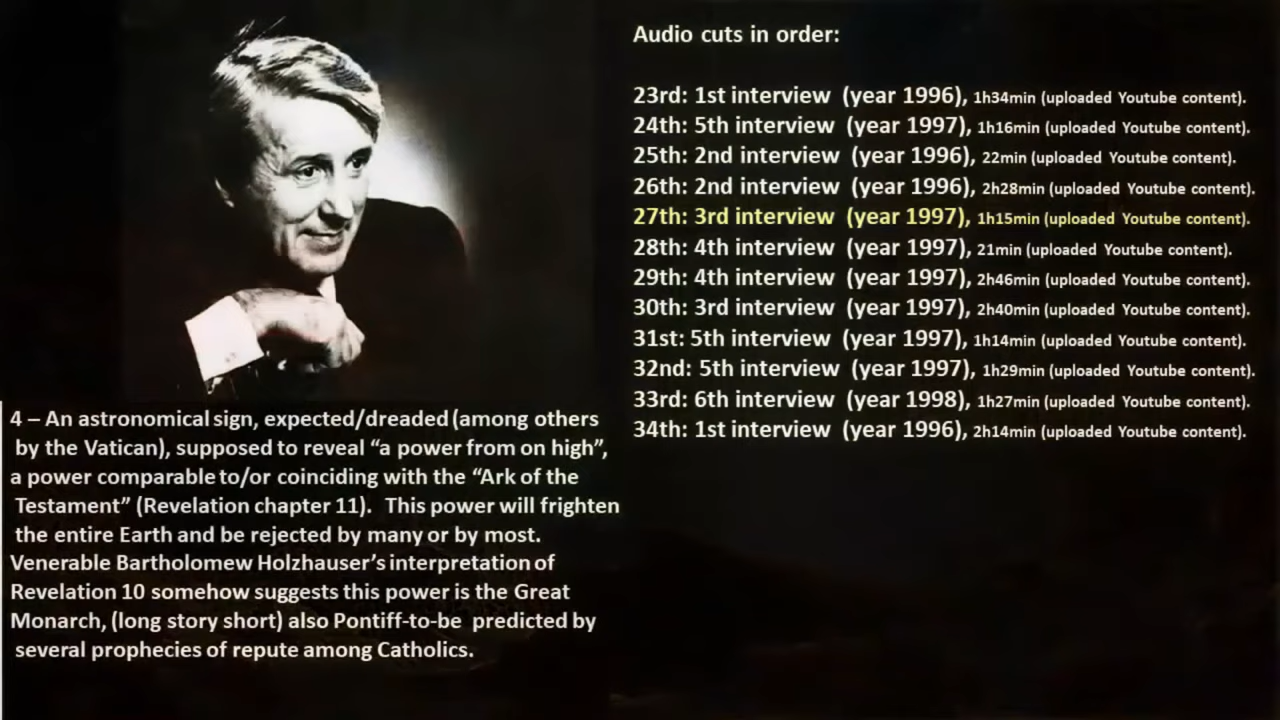 Audio cuts in order:
23rd: 1st interview (year 1996), 1h34min (uploaded Youtube content).
24th: 5th interview (year 1997), 1h16min (uploaded Youtube content).
25th: 2nd interview (year 1996), 22min (uploaded Youtube content).
26th: 2nd interview (year 1996), 2h28min (uploaded Youtube content).
27th: 3rd interview (year 1997), 1h15min (uploaded Youtube content).
28th: 4th interview (year 1997), 21min (uploaded Youtube content).
29th: 4th interview (year 1997), 2h46min (uploaded Youtube content).
30th: 3rd interview (year 1997), 2h40min (uploaded Youtube content).
31st: 5th interview (year 1997), 1h14min (uploaded Youtube content).
32nd: 5th interview (year 1997), 1h29min (uploaded Youtube content).
33rd: 6th interview (year 1998), 1h27min (uploaded Youtube content).
34th: 1st interview (year 1996), 2h14min (uploaded Youtube content).
4 – An astronomical sign, expected/dreaded (among others
by the Vatican), supposed to reveal “a power from on high”,
a power comparable to/or coinciding with the “Ark of the
Testament” (Revelation chapter 11). This power will frighten
the entire Earth and be rejected by many or by most.
Venerable Bartholomew Holzhauser’s interpretation of
Revelation 10 somehow suggests this power is the Great
Monarch, (long story short) also Pontiff-to-be predicted by
several prophecies of repute among Catholics.